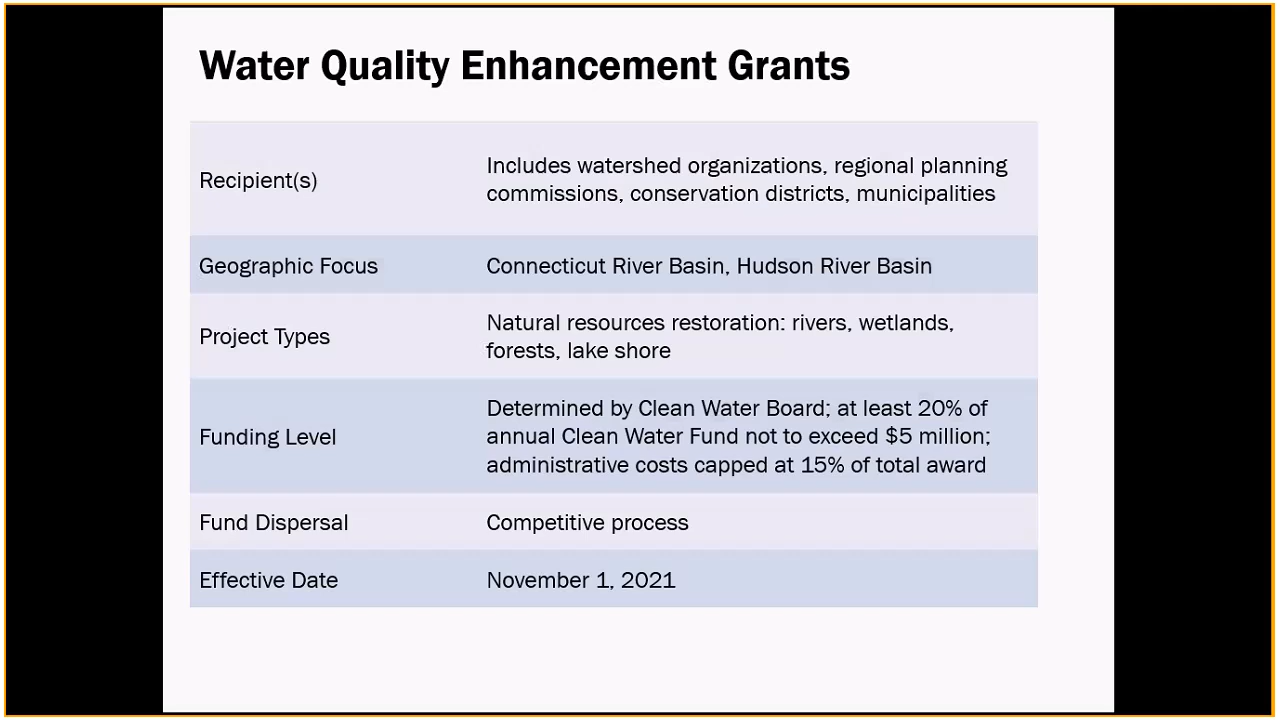 Water Quality Enhancement Grants
Recipient(s)
Includes watershed organizations, regional planning
commissions, conservation districts, municipalities
Geographic Focus
Connecticut River Basin, Hudson River Basin
Project Types
Natural resources restoration: rivers, wetlands,
forests, lake shore
Funding Level
Determined by Clean Water Board; at least 20% of
annual Clean Water Fund not to exceed $5 million;
administrative costs capped at 15% of total award
Fund Dispersal
Competitive process
Effective Date
November 1, 2021